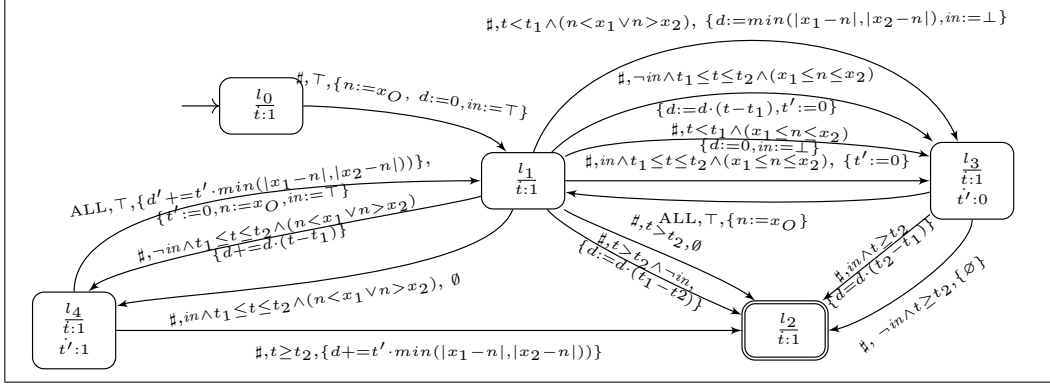 ♯,t<t₁∧(n<x₁∨n>x₂), {d:=min(|x₁−n|,|x₂−n|),in:=⊥}
♯,¬in∧t₁≤t≤t₂∧(x₁≤n≤x₂)
{d:=d·(t−t₁),t′:=0}
♯,t<t₁∧(x₁≤n≤x₂)
{d:=0,in:=⊥}
♯,in∧t₁≤t≤t₂∧(x₁≤n≤x₂), {t′:=0}
♯,⊤,{n:=x_O, d:=0,in:=⊤}
l₀
ṫ:1
l₁
ṫ:1
l₃
ṫ:1
ṫ′:0
ALL,⊤,{d′+=t′·min(|x₁−n|,|x₂−n|))},
{t′:=0,n:=x_O,in:=⊤}
♯,¬in∧t₁≤t≤t₂∧(n<x₁∨n>x₂)
{d+=d·(t−t₁)}
ALL,⊤,{n:=x_O}
♯,t>t₂,∅
♯,t>t₂∧¬in,
{d:=d·(t₁−t2)}
♯,in∧t≥t₂
{d=d·(t₂−t₁)}
♯, ¬in∧t≥t₂,{∅}
♯,in∧t₁≤t≤t₂∧(n<x₁∨n>x₂), ∅
l₄
ṫ:1
ṫ′:1
l₂
ṫ:1
♯,t≥t₂,{d+=t′·min(|x₁−n|,|x₂−n|))}